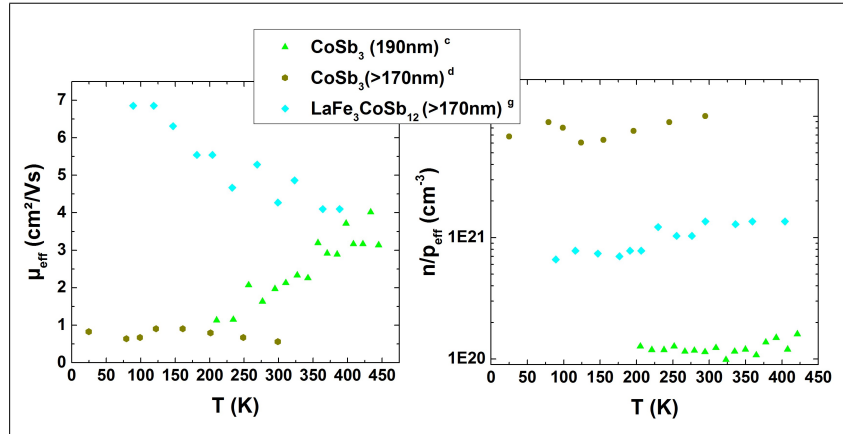 CoSb₃ (190nm) ᶜ
CoSb₃(>170nm) ᵈ
LaFe₃CoSb₁₂ (>170nm) ᵍ
7
6
5
4
3
2
1
0
μeff (cm²/Vs)
0 50 100 150 200 250 300 350 400 450
T (K)
n/peff (cm⁻³)
1E21
1E20
0 50 100 150 200 250 300 350 400 450
T (K)